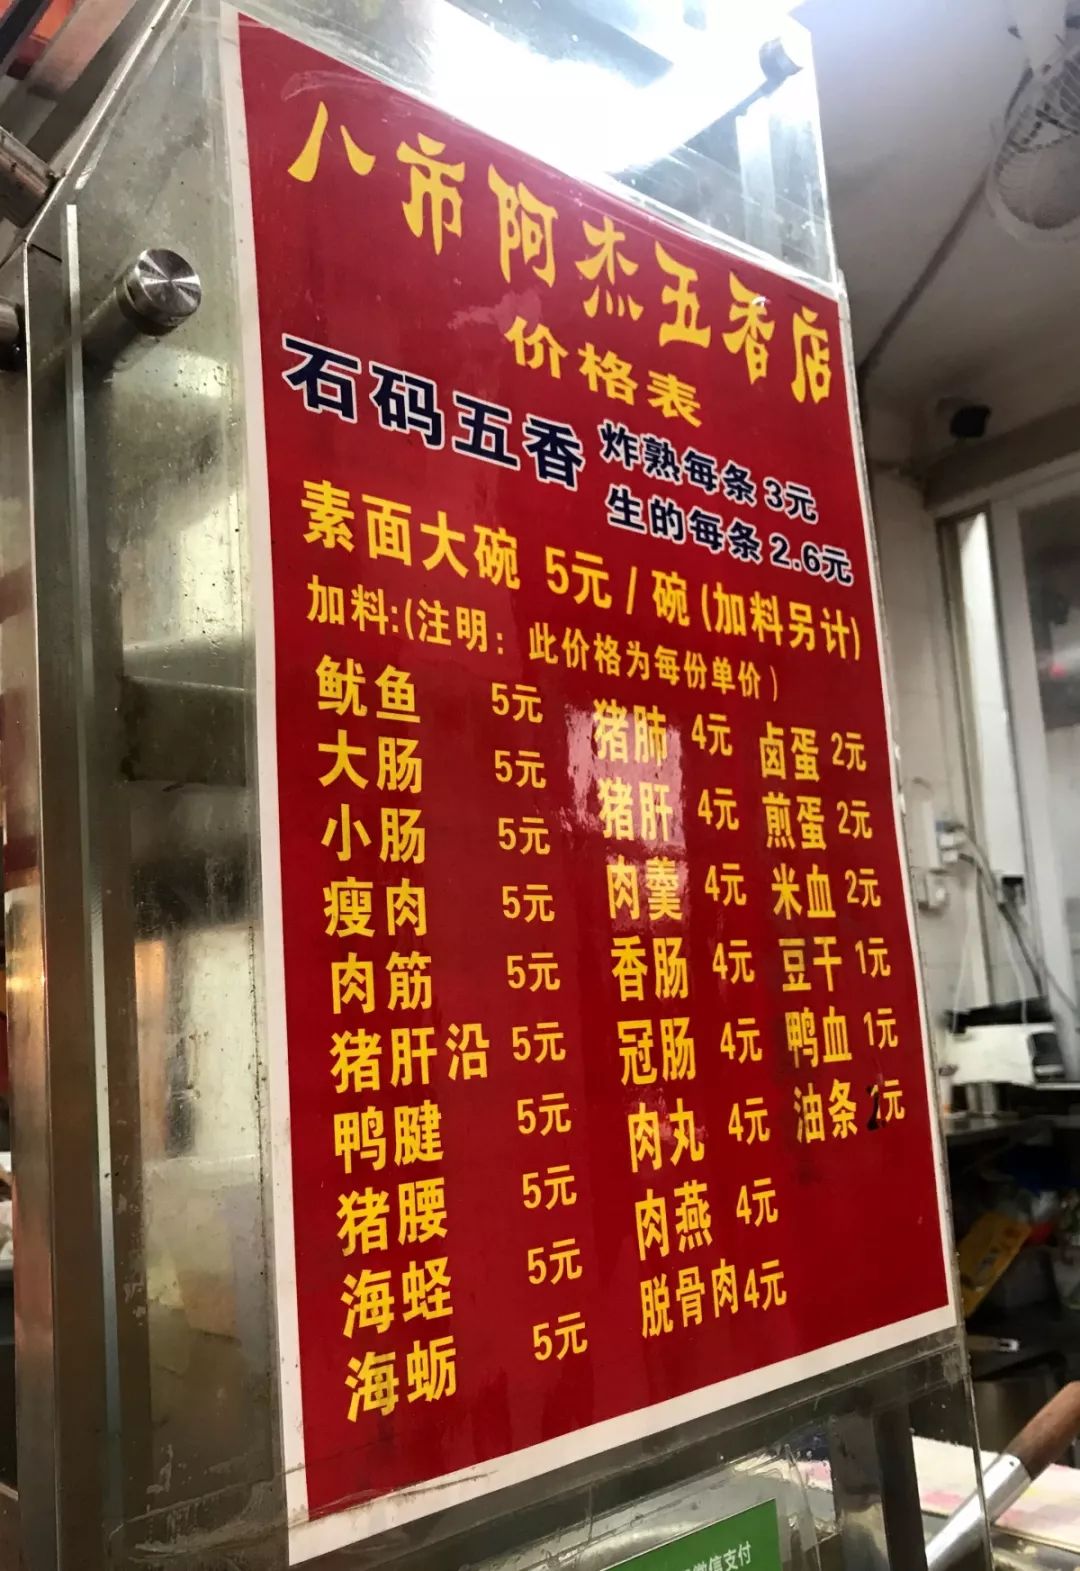 八市阿杰五香店
价格表
石码五香 炸熟每条 3元
生的每条 2.6元
素面大碗 5元 / 碗 (加料另计)
加料:(注明: 此价格为每份单价)
鱿鱼 5元 猪肺 4元 卤蛋 2元
大肠 5元 猪肝 4元 煎蛋 2元
小肠 5元 肉羹 4元 米血 2元
瘦肉 5元 香肠 4元 豆干 1元
肉筋 5元 冠肠 4元 鸭血 1元
猪肝沿 5元 肉丸 4元 油条 2元
鸭腱 5元 肉燕 4元
猪腰 5元 脱骨肉 4元
海蛏 5元
海蛎 5元
微信支付